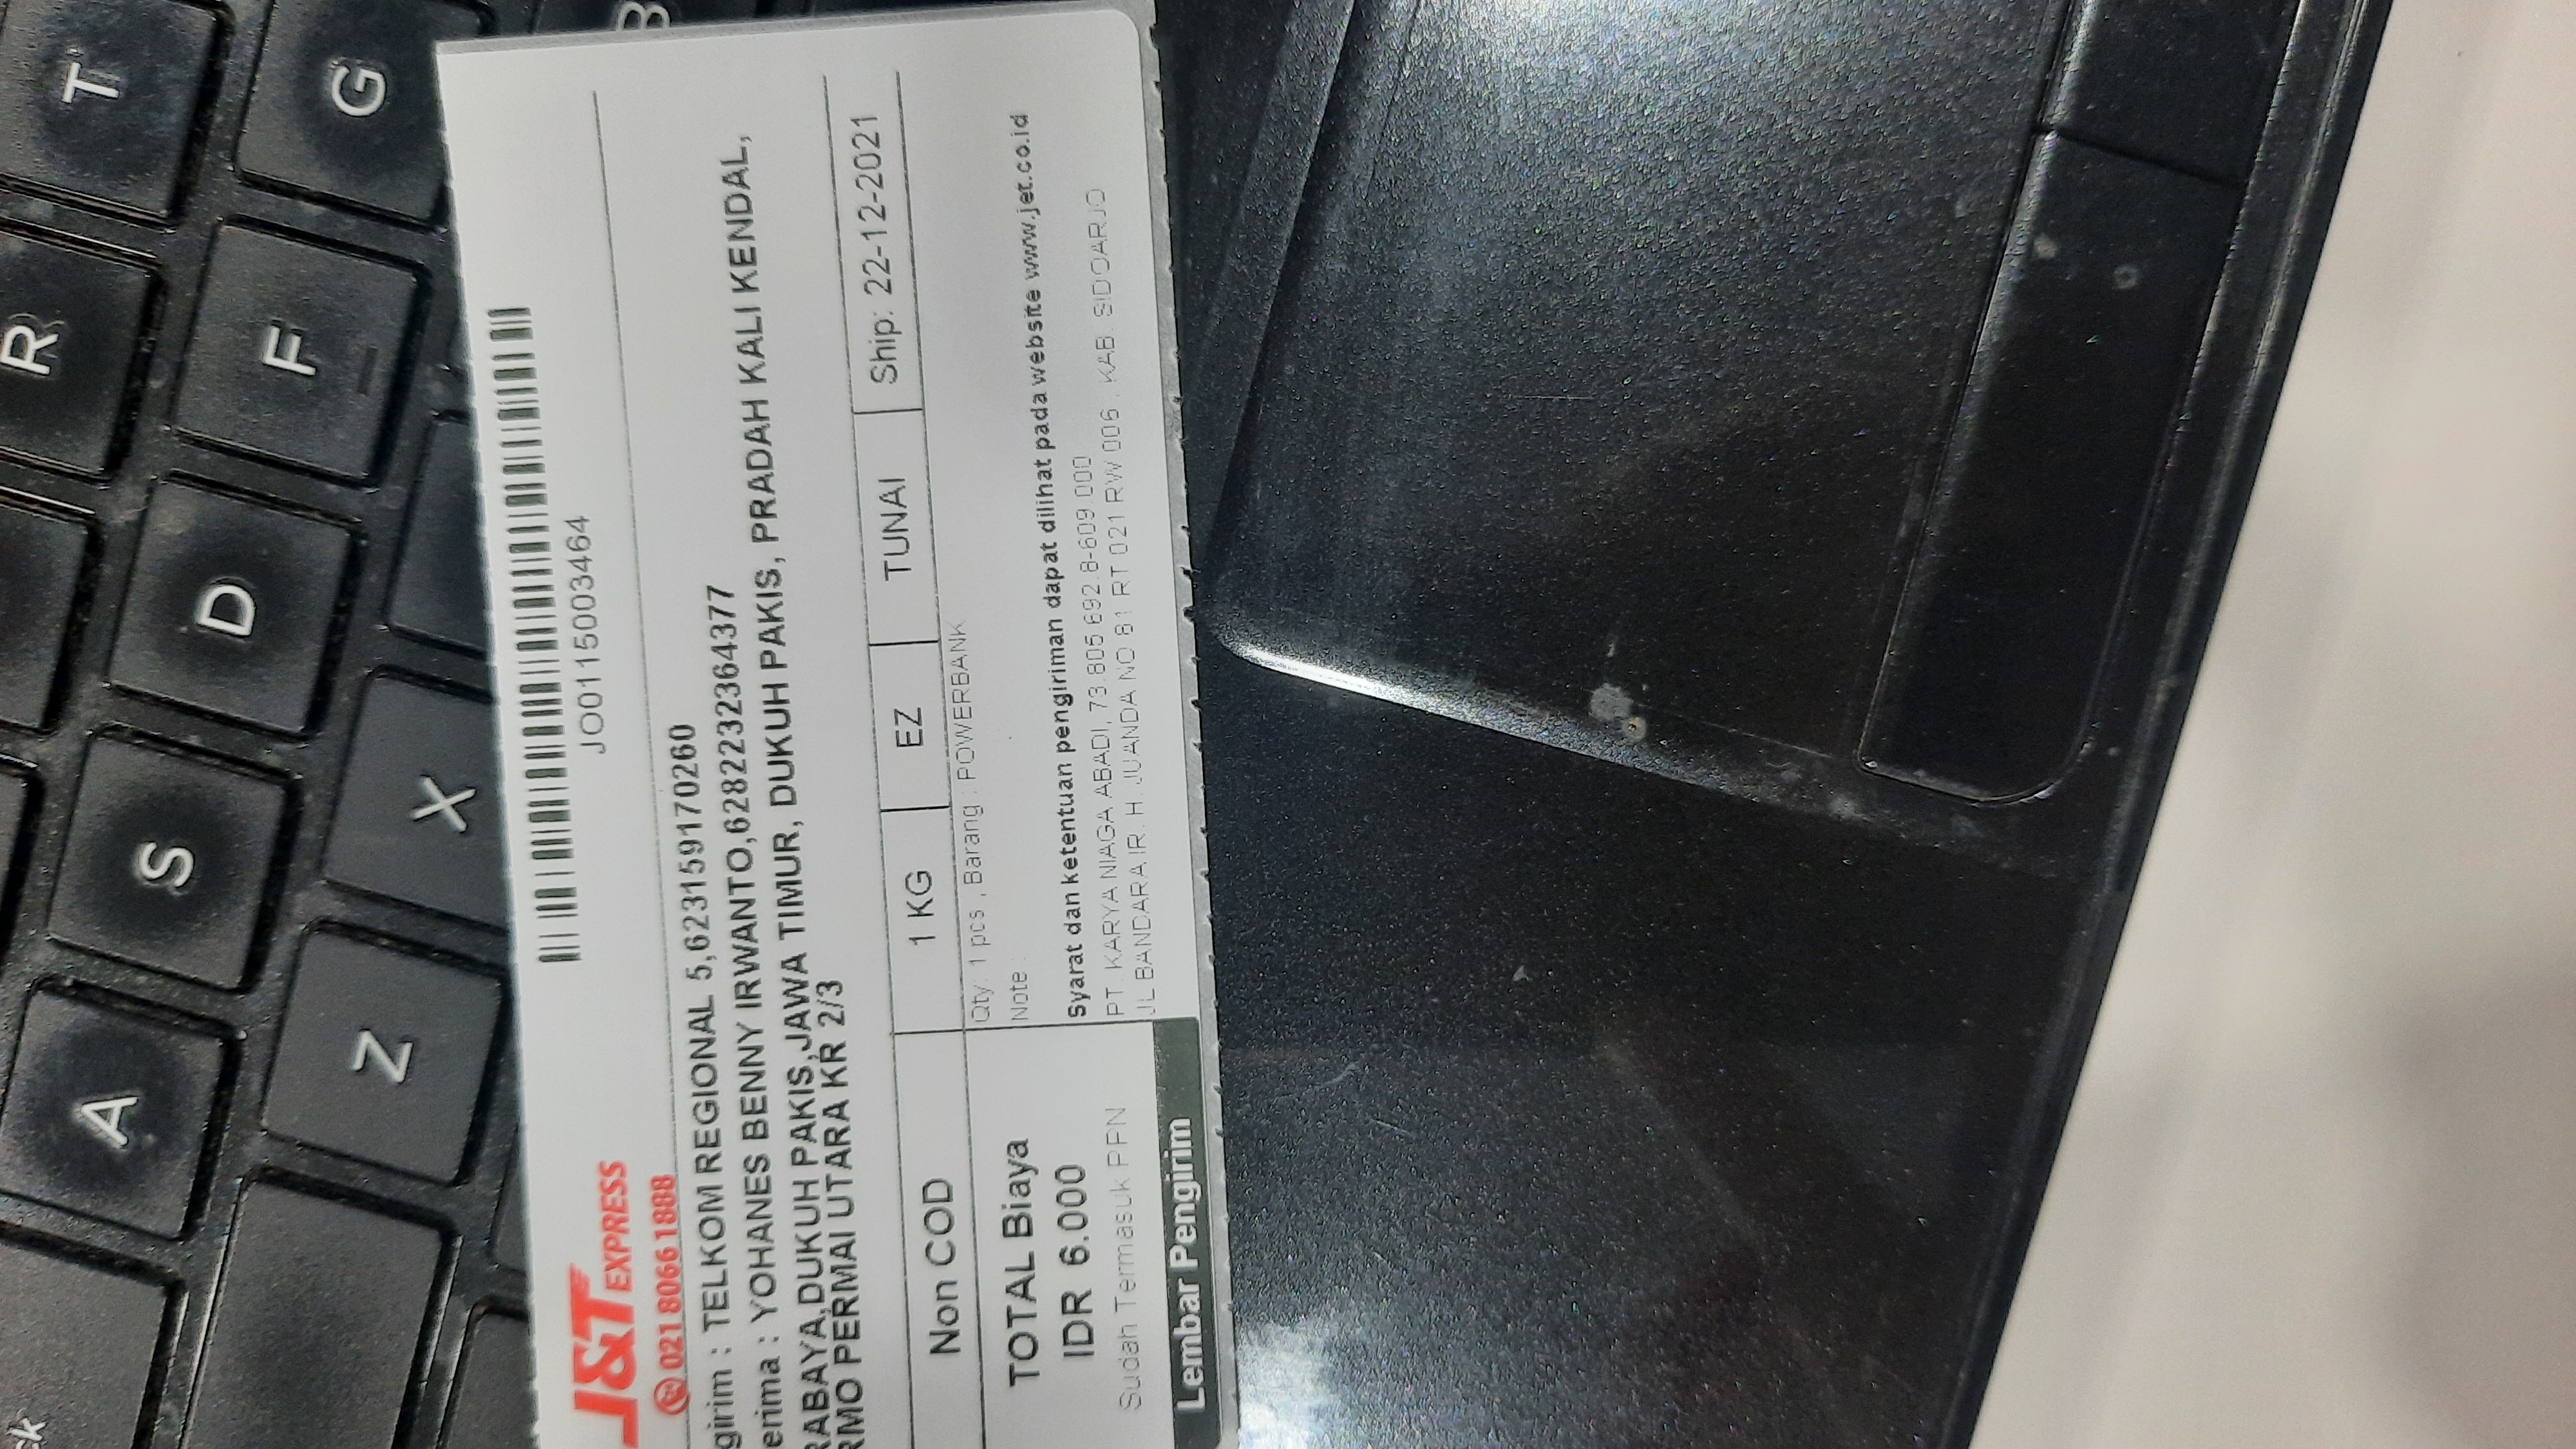 ck
R
T
A
S
D
F
G
Z
X
B
JO0115003464
J&T EXPRESS
021 8066 1888
girim : TELKOM REGIONAL 5,623159170260
erima : YOHANES BENNY IRWANTO,6282232364377
RABAYA,DUKUH PAKIS,JAWA TIMUR, DUKUH PAKIS, PRADAH KALI KENDAL,
RMO PERMAI UTARA KR 2/3
Non COD 1 KG EZ TUNAI Ship: 22-12-2021
Qty: 1 pcs , Barang : POWERBANK
Note :
TOTAL Biaya
IDR 6.000
Sudah Termasuk PPN
Syarat dan ketentuan pengiriman dapat dilihat pada website www.jet.co.id
PT. KARYA NIAGA ABADI, 73.805.692.8-609.000
JL BANDARA IR. H. JUANDA NO 81 RT 021 RW 006 , KAB. SIDOARJO
Lembar Pengirim